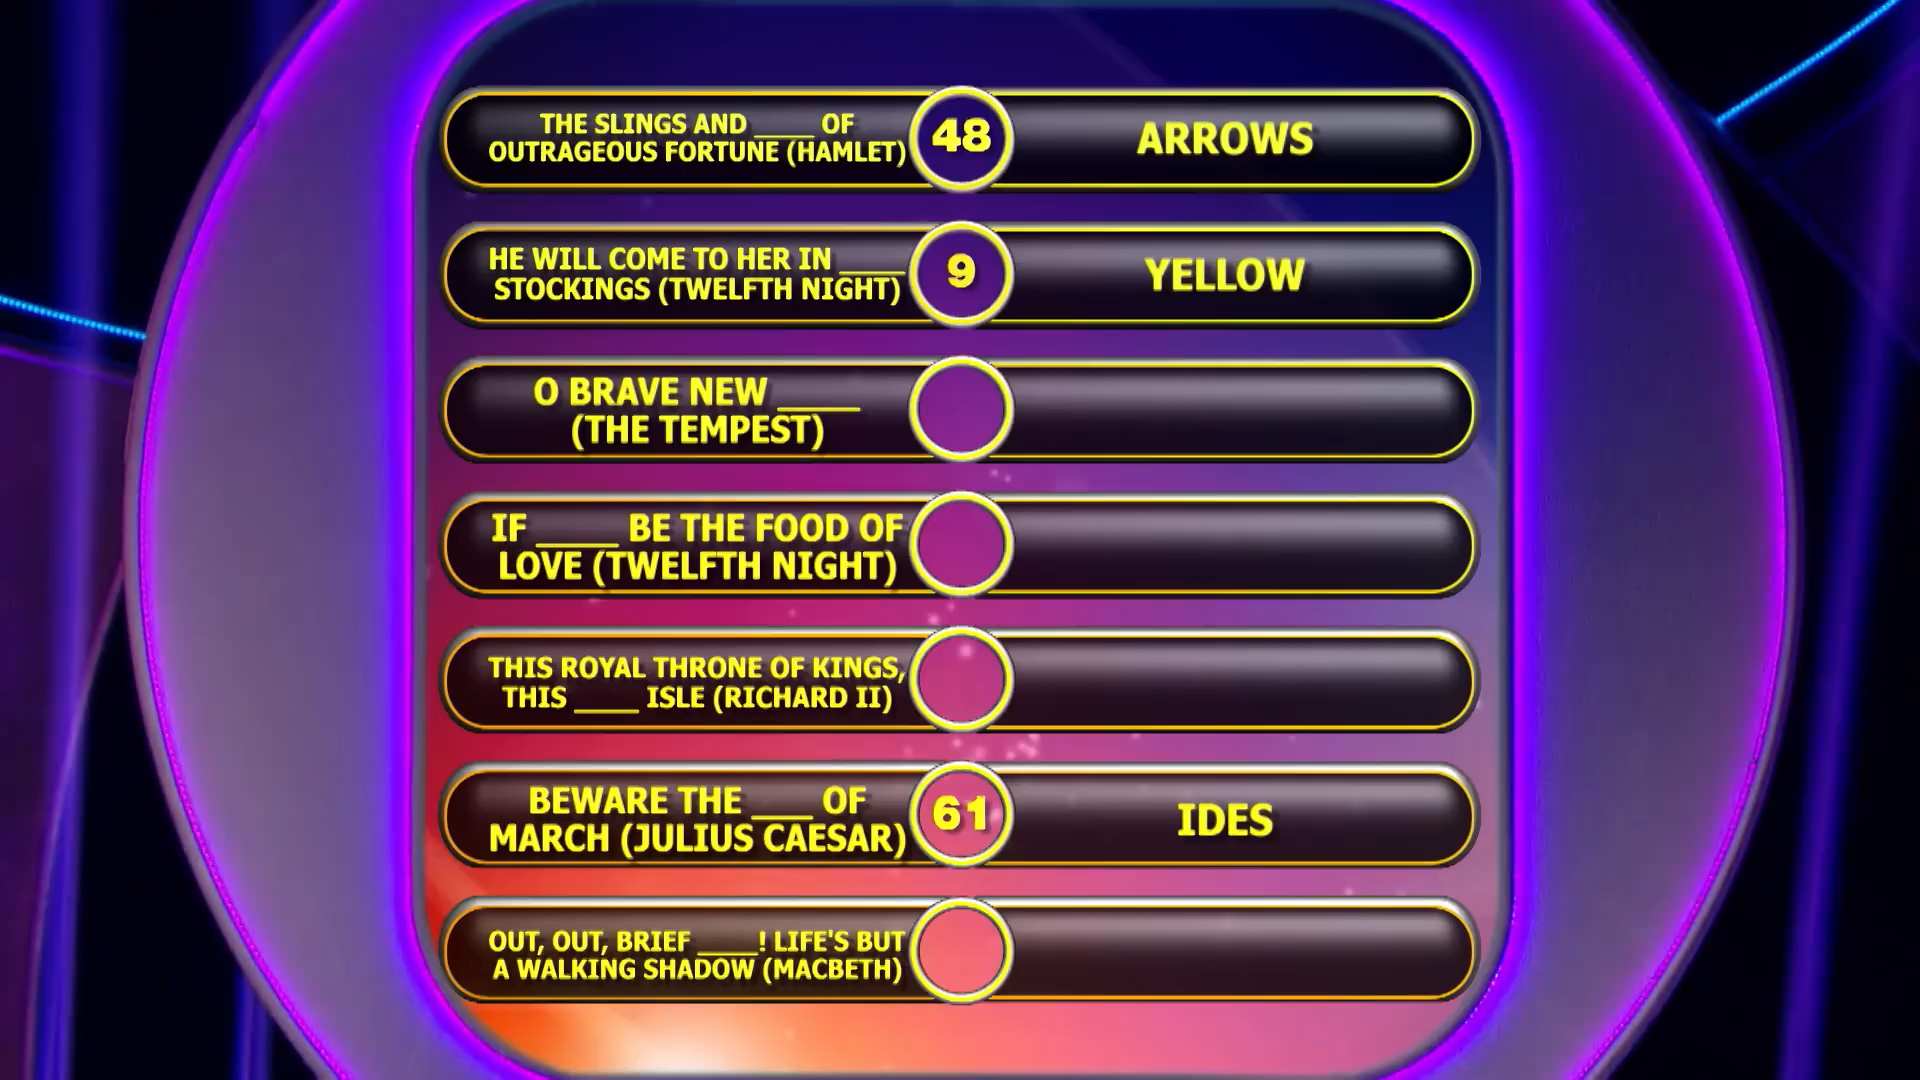 THE SLINGS AND ____ OF
OUTRAGEOUS FORTUNE (HAMLET)
48
ARROWS
HE WILL COME TO HER IN ____
STOCKINGS (TWELFTH NIGHT)
9
YELLOW
O BRAVE NEW ____
(THE TEMPEST)
IF ____ BE THE FOOD OF
LOVE (TWELFTH NIGHT)
THIS ROYAL THRONE OF KINGS,
THIS ____ ISLE (RICHARD II)
BEWARE THE ___ OF
MARCH (JULIUS CAESAR)
61
IDES
OUT, OUT, BRIEF ____! LIFE'S BUT
A WALKING SHADOW (MACBETH)